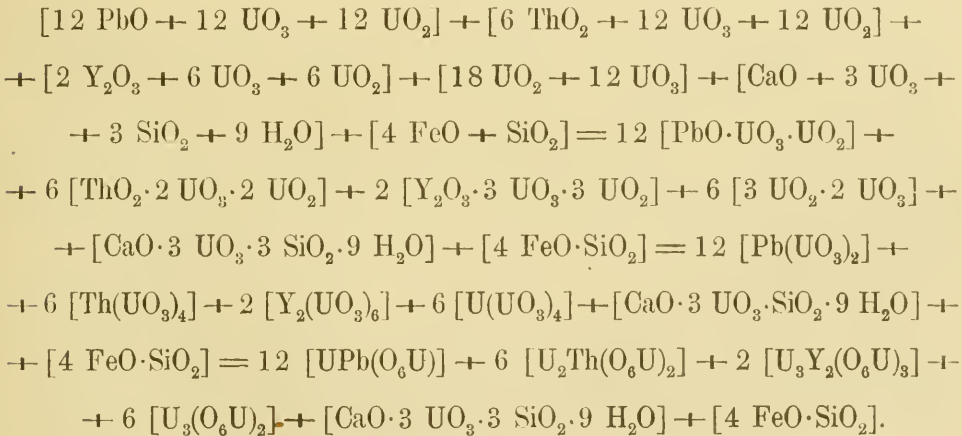 [12 PbO + 12 UO₃ + 12 UO₂] + [6 ThO₂ + 12 UO₃ + 12 UO₂] +
+ [2 Y₂O₃ + 6 UO₃ + 6 UO₂] + [18 UO₂ + 12 UO₃] + [CaO + 3 UO₃ +
+ 3 SiO₂ + 9 H₂O] + [4 FeO + SiO₂] = 12 [PbO·UO₃·UO₂] +
+ 6 [ThO₂·2 UO₃·2 UO₂] + 2 [Y₂O₃·3 UO₃·3 UO₂] + 6 [3 UO₂·2 UO₃] +
+ [CaO·3 UO₃·3 SiO₂·9 H₂O] + [4 FeO·SiO₂] = 12 [Pb(UO₃)₂] +
+ 6 [Th(UO₃)₄] + 2 [Y₂(UO₃)₆] + 6 [U(UO₃)₄] + [CaO·3 UO₃·SiO₂·9 H₂O] +
+ [4 FeO·SiO₂] = 12 [UPb(O₆U)] + 6 [U₂Th(O₆U)₂] + 2 [U₃Y₂(O₆U)₃] +
+ 6 [U₃(O₆U)₂] + [CaO·3 UO₃·3 SiO₂·9 H₂O] + [4 FeO·SiO₂].